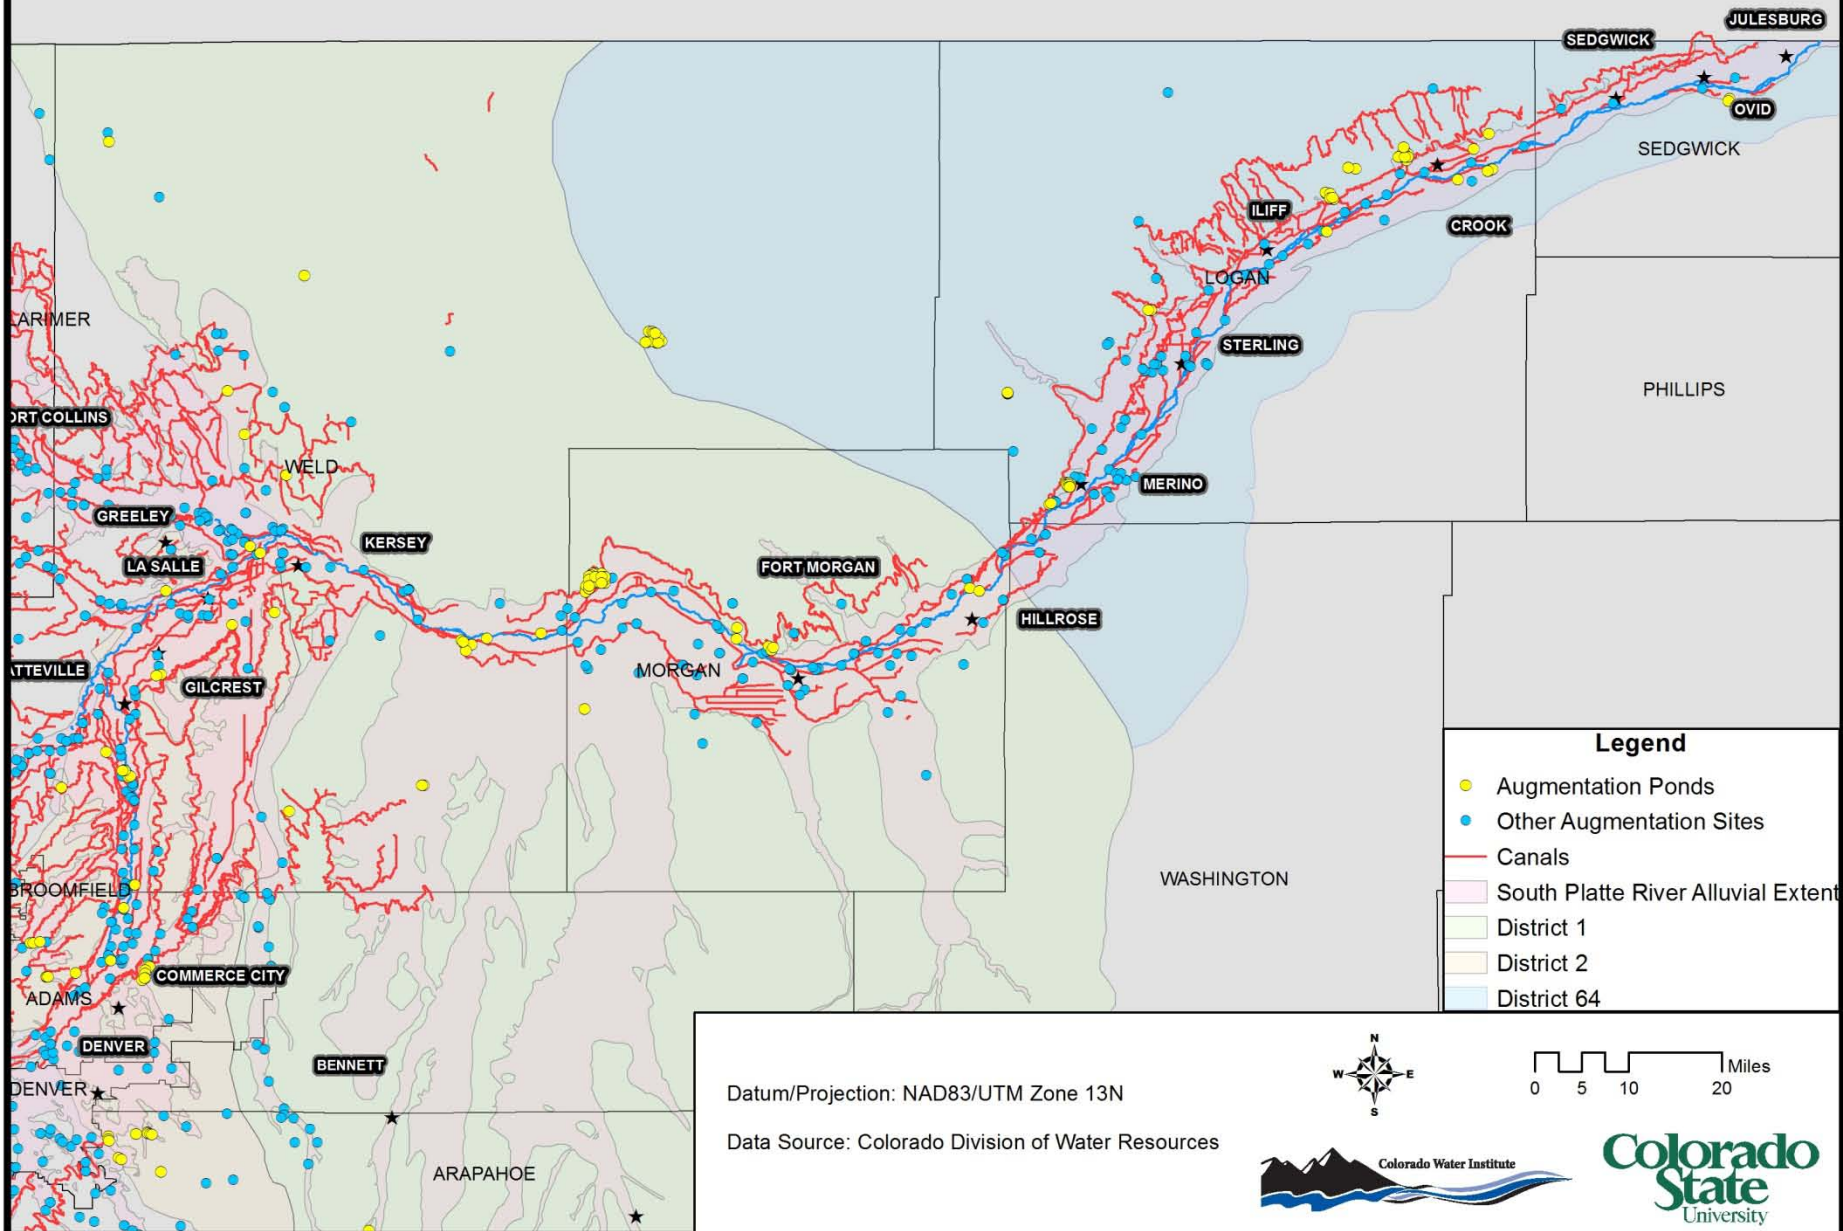 JULESBURG
SEDGWICK
OVID
SEDGWICK
ILIFF
CROOK
LOGAN
LARIMER
STERLING
PHILLIPS
ORT COLLINS
WELD
MERINO
GREELEY
KERSEY
LA SALLE
FORT MORGAN
HILLROSE
ATTEVILLE
MORGAN
GILCREST
WASHINGTON
BROOMFIELD
COMMERCE CITY
ADAMS
DENVER
BENNETT
DENVER
ARAPAHOE
Legend
Augmentation Ponds
Other Augmentation Sites
Canals
South Platte River Alluvial Extent
District 1
District 2
District 64
Datum/Projection: NAD83/UTM Zone 13N
Data Source: Colorado Division of Water Resources
N
W E
S
Miles
0 5 10 20
Colorado Water Institute
Colorado
State
University